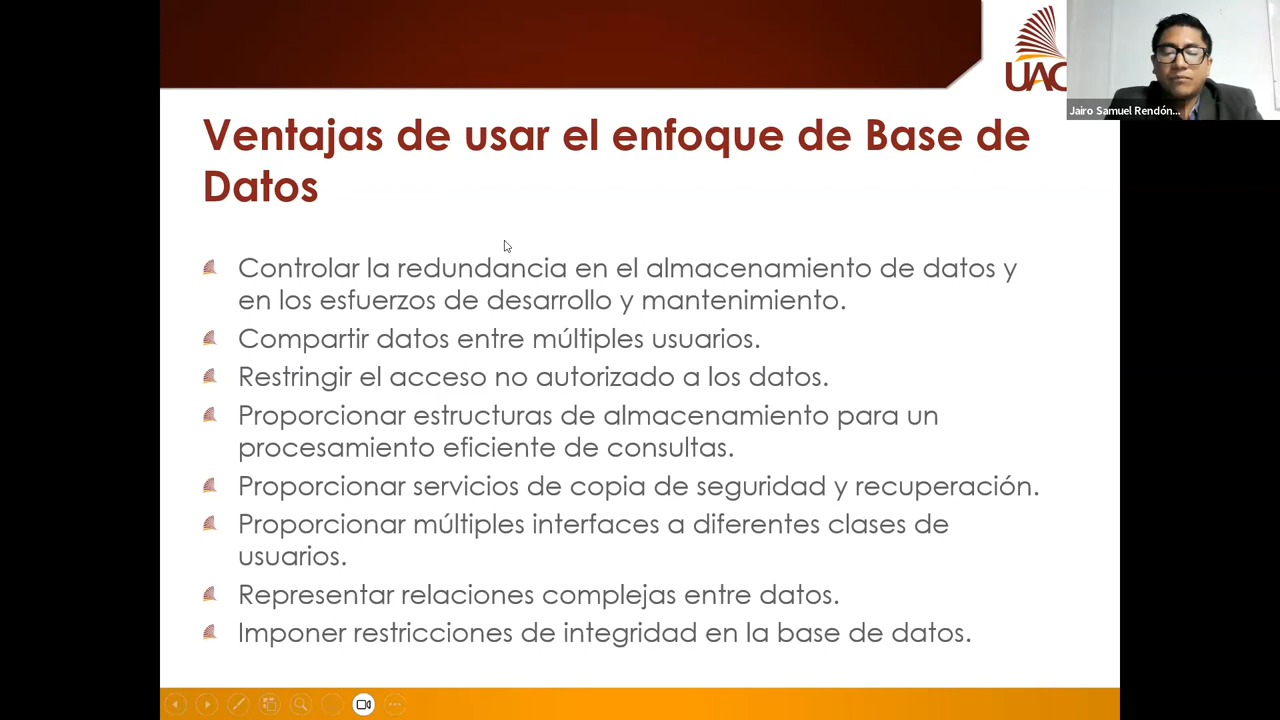 UAC
Jairo Samuel Rendón...
Ventajas de usar el enfoque de Base de
Datos
Controlar la redundancia en el almacenamiento de datos y
en los esfuerzos de desarrollo y mantenimiento.
Compartir datos entre múltiples usuarios.
Restringir el acceso no autorizado a los datos.
Proporcionar estructuras de almacenamiento para un
procesamiento eficiente de consultas.
Proporcionar servicios de copia de seguridad y recuperación.
Proporcionar múltiples interfaces a diferentes clases de
usuarios.
Representar relaciones complejas entre datos.
Imponer restricciones de integridad en la base de datos.